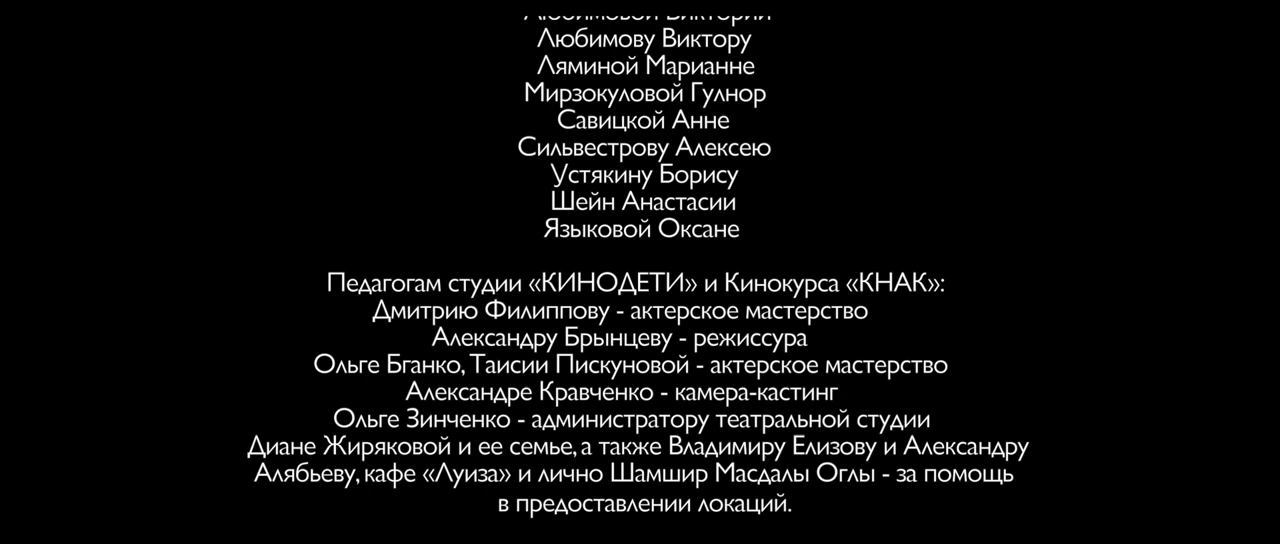 Любимову Виктору
Ляминой Марианне
Мирзокуловой Гулнор
Савицкой Анне
Сильвестрову Алексею
Устякину Борису
Шейн Анастасии
Языковой Оксане
Педагогам студии «КИНОДЕТИ» и Кинокурса «КНАК»:
Дмитрию Филиппову - актерское мастерство
Александру Брынцеву - режиссура
Ольге Бганко, Таисии Пискуновой - актерское мастерство
Александре Кравченко - камера-кастинг
Ольге Зинченко - администратору театральной студии
Диане Жиряковой и ее семье, а также Владимиру Елизову и Александру
Алябьеву, кафе «Луиза» и лично Шамшир Масдалы Оглы - за помощь
в предоставлении локаций.